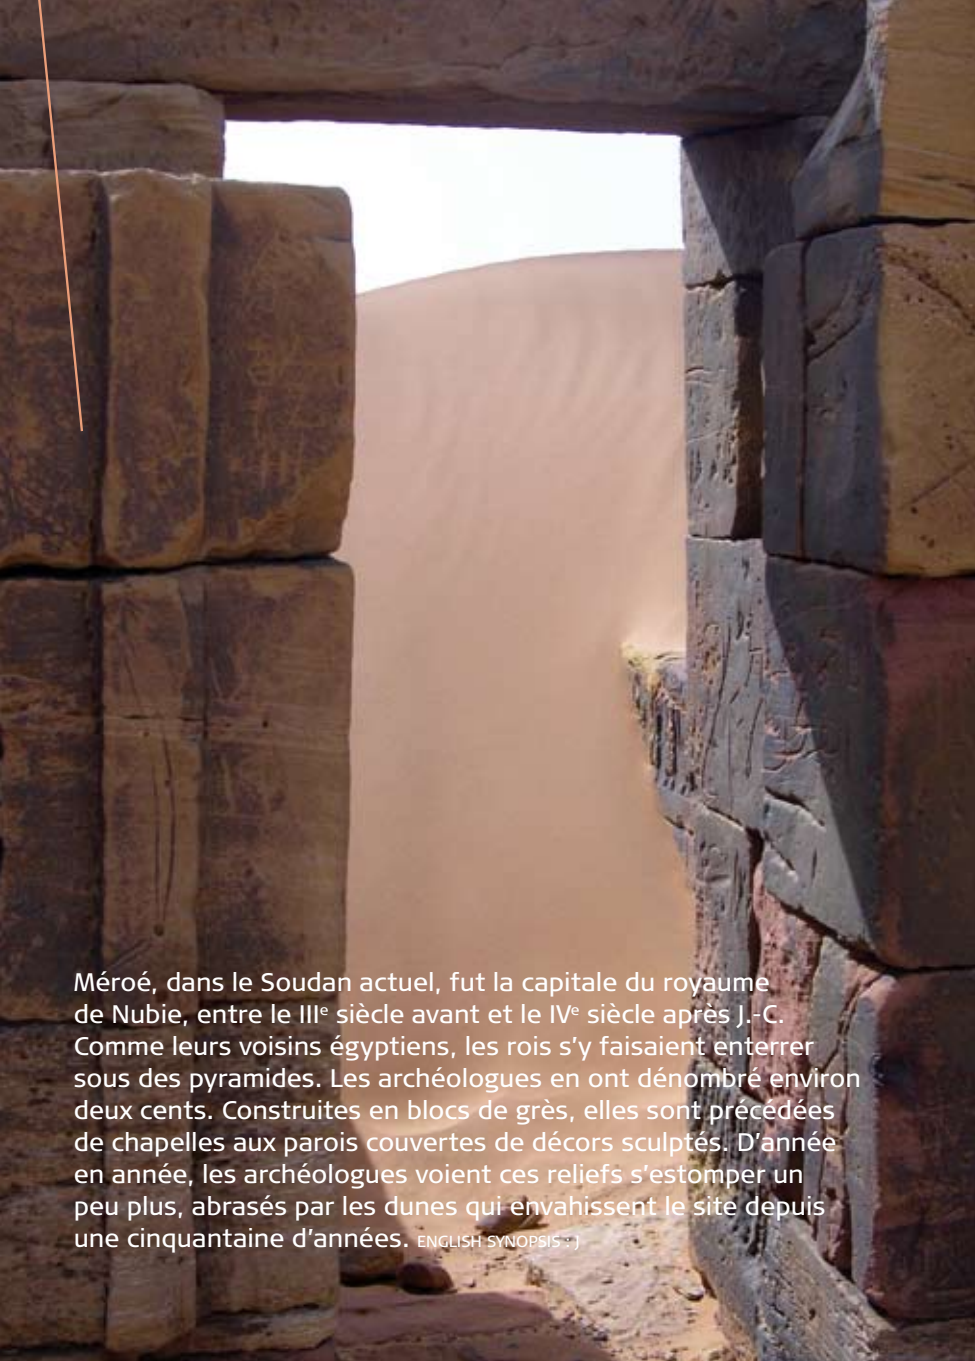 Méroé, dans le Soudan actuel, fut la capitale du royaume
de Nubie, entre le IIIᵉ siècle avant et le IVᵉ siècle après J.-C.
Comme leurs voisins égyptiens, les rois s’y faisaient enterrer
sous des pyramides. Les archéologues en ont dénombré environ
deux cents. Construites en blocs de grès, elles sont précédées
de chapelles aux parois couvertes de décors sculptés. D’année
en année, les archéologues voient ces reliefs s’estomper un
peu plus, abrasés par les dunes qui envahissent le site depuis
une cinquantaine d’années. ENGLISH SYNOPSIS : J